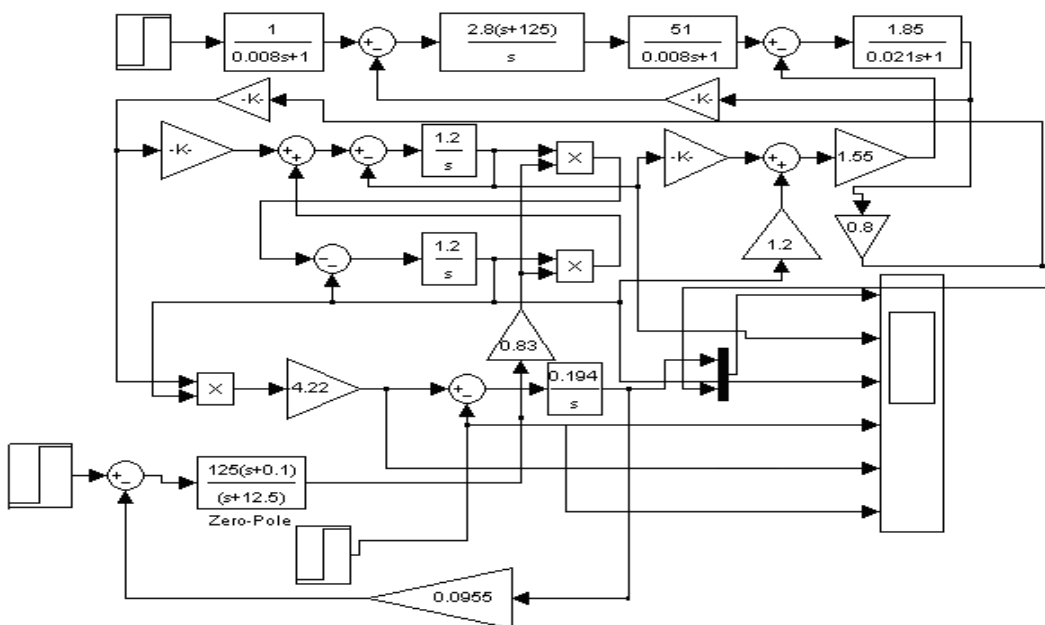 1
0.008s+1
+
−
2.8(s+125)
s
51
0.008s+1
+
−
1.85
0.021s+1
-K-
-K-
-K-
+
+
+
−
1.2
s
×
-K-
+
+
1.55
−
−
1.2
s
×
1.2
0.8
0.83
×
4.22
+
−
0.194
s
+
−
125(s+0.1)
(s+12.5)
Zero-Pole
0.0955